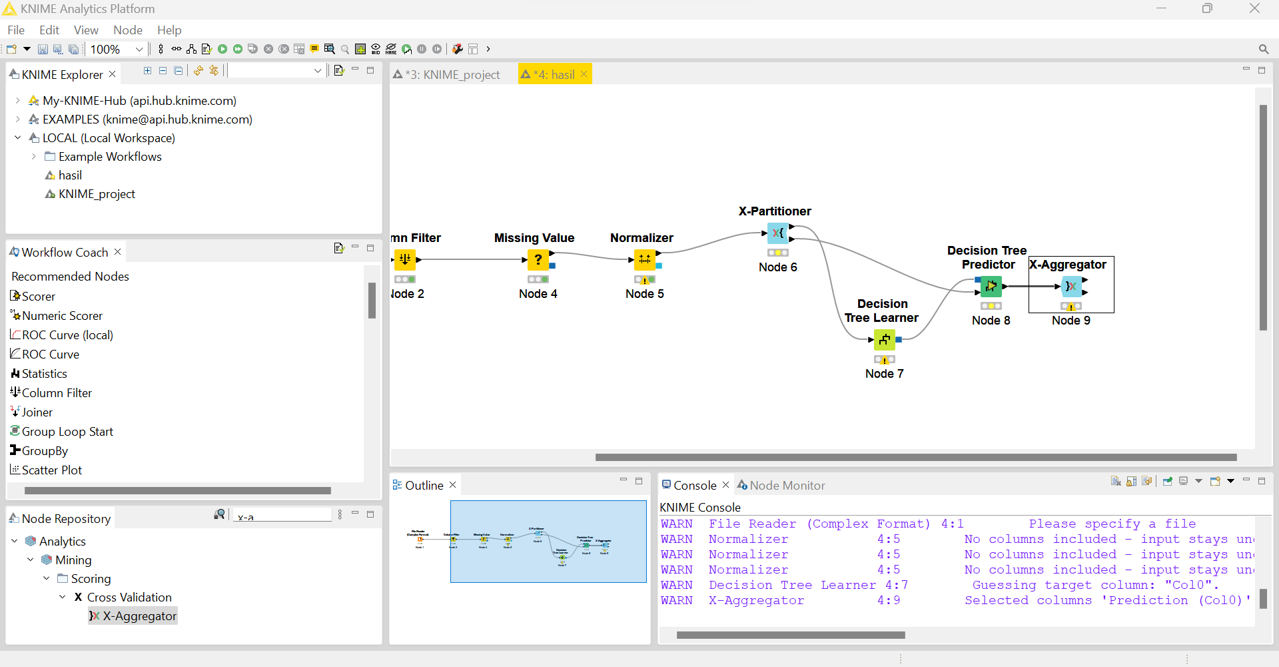 KNIME Analytics Platform
File Edit View Node Help
100%
KNIME Explorer
My-KNIME-Hub (api.hub.knime.com)
EXAMPLES (knime@api.hub.knime.com)
LOCAL (Local Workspace)
Example Workflows
hasil
KNIME_project
Workflow Coach
Recommended Nodes
Scorer
Numeric Scorer
ROC Curve (local)
ROC Curve
Statistics
Column Filter
Joiner
Group Loop Start
GroupBy
Scatter Plot
Node Repository
x-a
Analytics
Mining
Scoring
Cross Validation
X-Aggregator
*3: KNIME_project
*4: hasil
mn Filter
Node 2
Missing Value
Node 4
Normalizer
Node 5
X-Partitioner
Node 6
Decision
Tree Learner
Node 7
Decision Tree
Predictor
Node 8
X-Aggregator
Node 9
Outline
Console
Node Monitor
KNIME Console
WARN File Reader (Complex Format) 4:1 Please specify a file
WARN Normalizer 4:5 No columns included - input stays un
WARN Normalizer 4:5 No columns included - input stays un
WARN Normalizer 4:5 No columns included - input stays un
WARN Decision Tree Learner 4:7 Guessing target column: "Col0".
WARN X-Aggregator 4:9 Selected columns 'Prediction (Col0)'